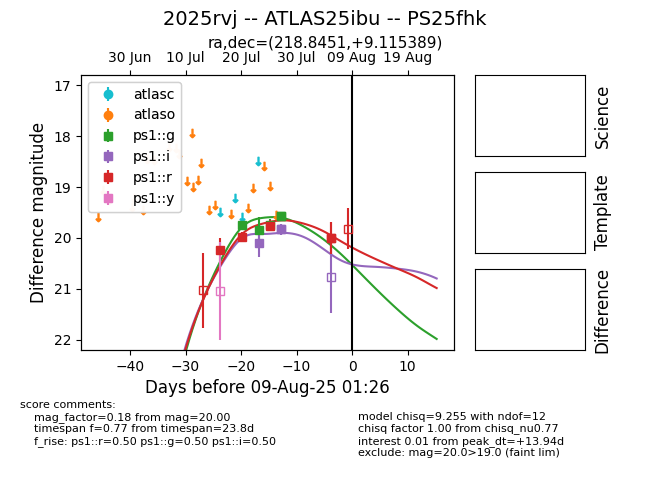 2025rvj -- ATLAS25ibu -- PS25fhk
ra,dec=(218.8451,+9.115389)
30 Jun 10 Jul 20 Jul 30 Jul 09 Aug 19 Aug
17
18
19
20
21
22
Difference magnitude
atlasc
atlaso
ps1::g
ps1::i
ps1::r
ps1::y
−40 −30 −20 −10 0 10
Days before 09-Aug-25 01:26
Science
Template
Difference
score comments:
mag_factor=0.18 from mag=20.00
timespan f=0.77 from timespan=23.8d
f_rise: ps1::r=0.50 ps1::g=0.50 ps1::i=0.50
model chisq=9.255 with ndof=12
chisq factor 1.00 from chisq_nu0.77
interest 0.01 from peak_dt=+13.94d
exclude: mag=20.0>19.0 (faint lim)